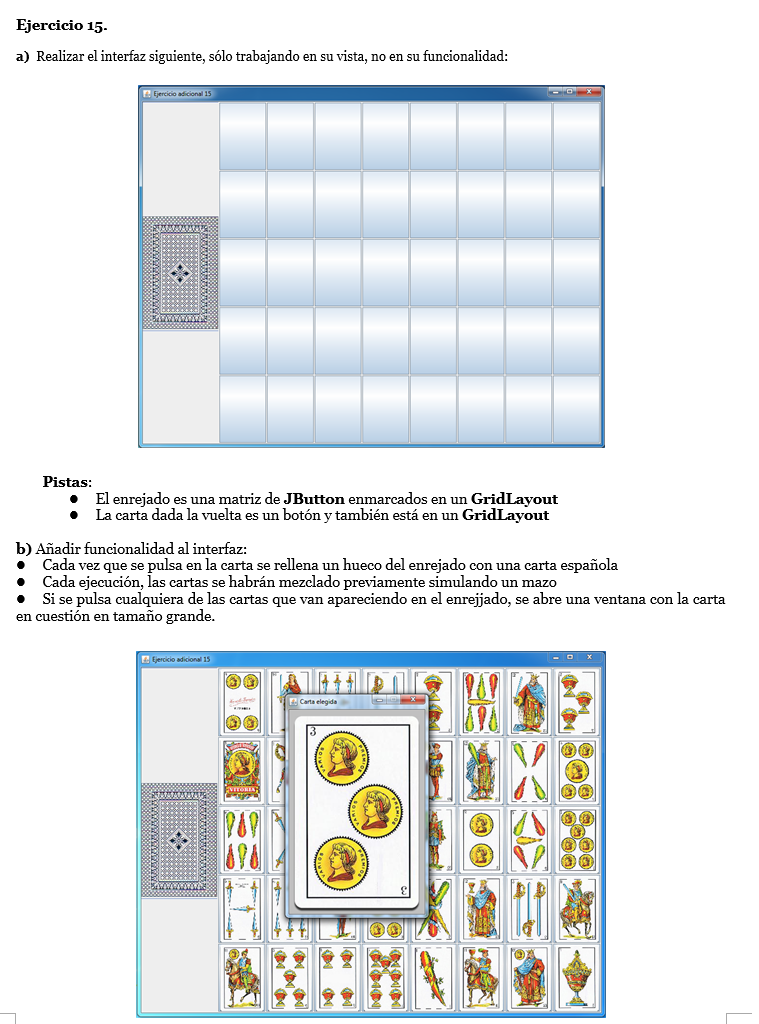 Ejercicio 15.
a) Realizar el interfaz siguiente, sólo trabajando en su vista, no en su funcionalidad:
Ejercicio adicional 15
Pistas:
● El enrejado es una matriz de JButton enmarcados en un GridLayout
● La carta dada la vuelta es un botón y también está en un GridLayout
b) Añadir funcionalidad al interfaz:
● Cada vez que se pulsa en la carta se rellena un hueco del enrejado con una carta española
● Cada ejecución, las cartas se habrán mezclado previamente simulando un mazo
● Si se pulsa cualquiera de las cartas que van apareciendo en el enrejjado, se abre una ventana con la carta
en cuestión en tamaño grande.
Ejercicio adicional 15
Carta elegida
3
VITORIA
3